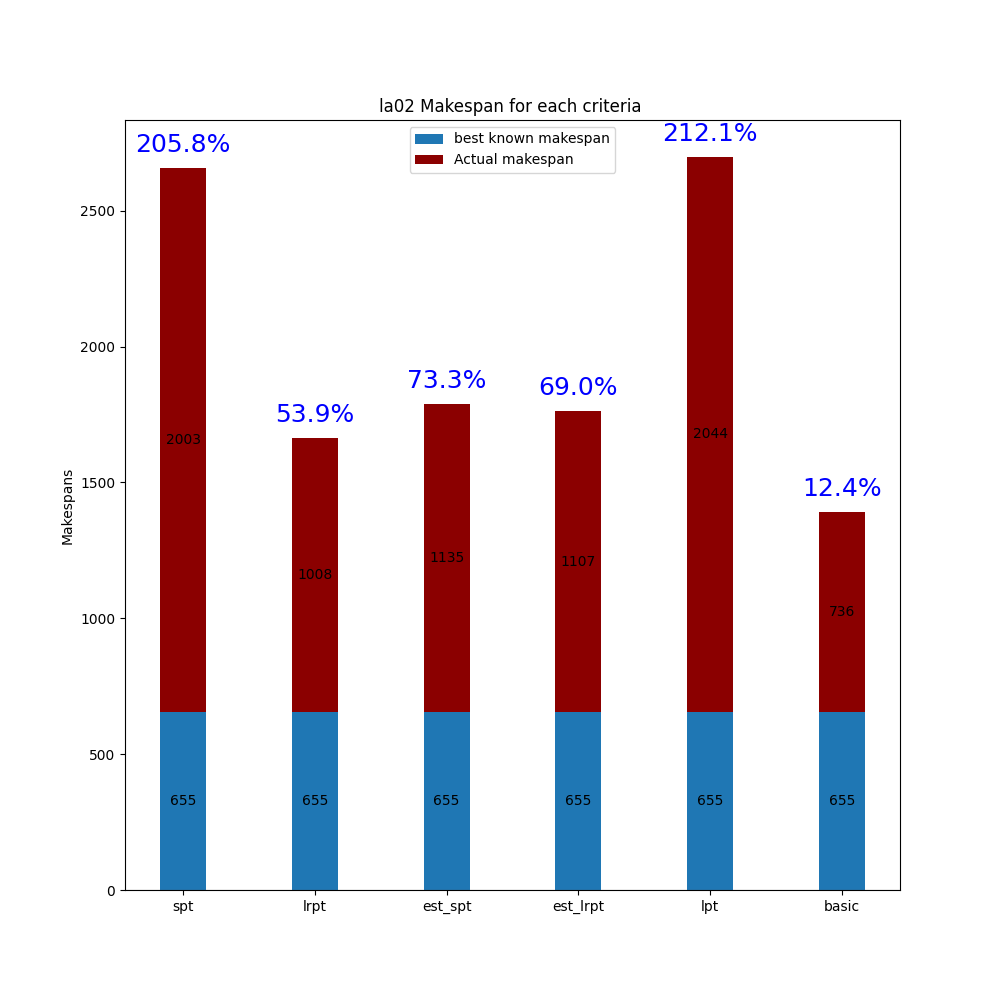 la02 Makespan for each criteria
best known makespan
Actual makespan
205.8%
53.9%
73.3%
69.0%
212.1%
12.4%
Makespans
2500
2000
1500
1000
500
0
2003
1008
1135
1107
2044
736
655
655
655
655
655
655
spt
lrpt
est_spt
est_lrpt
lpt
basic